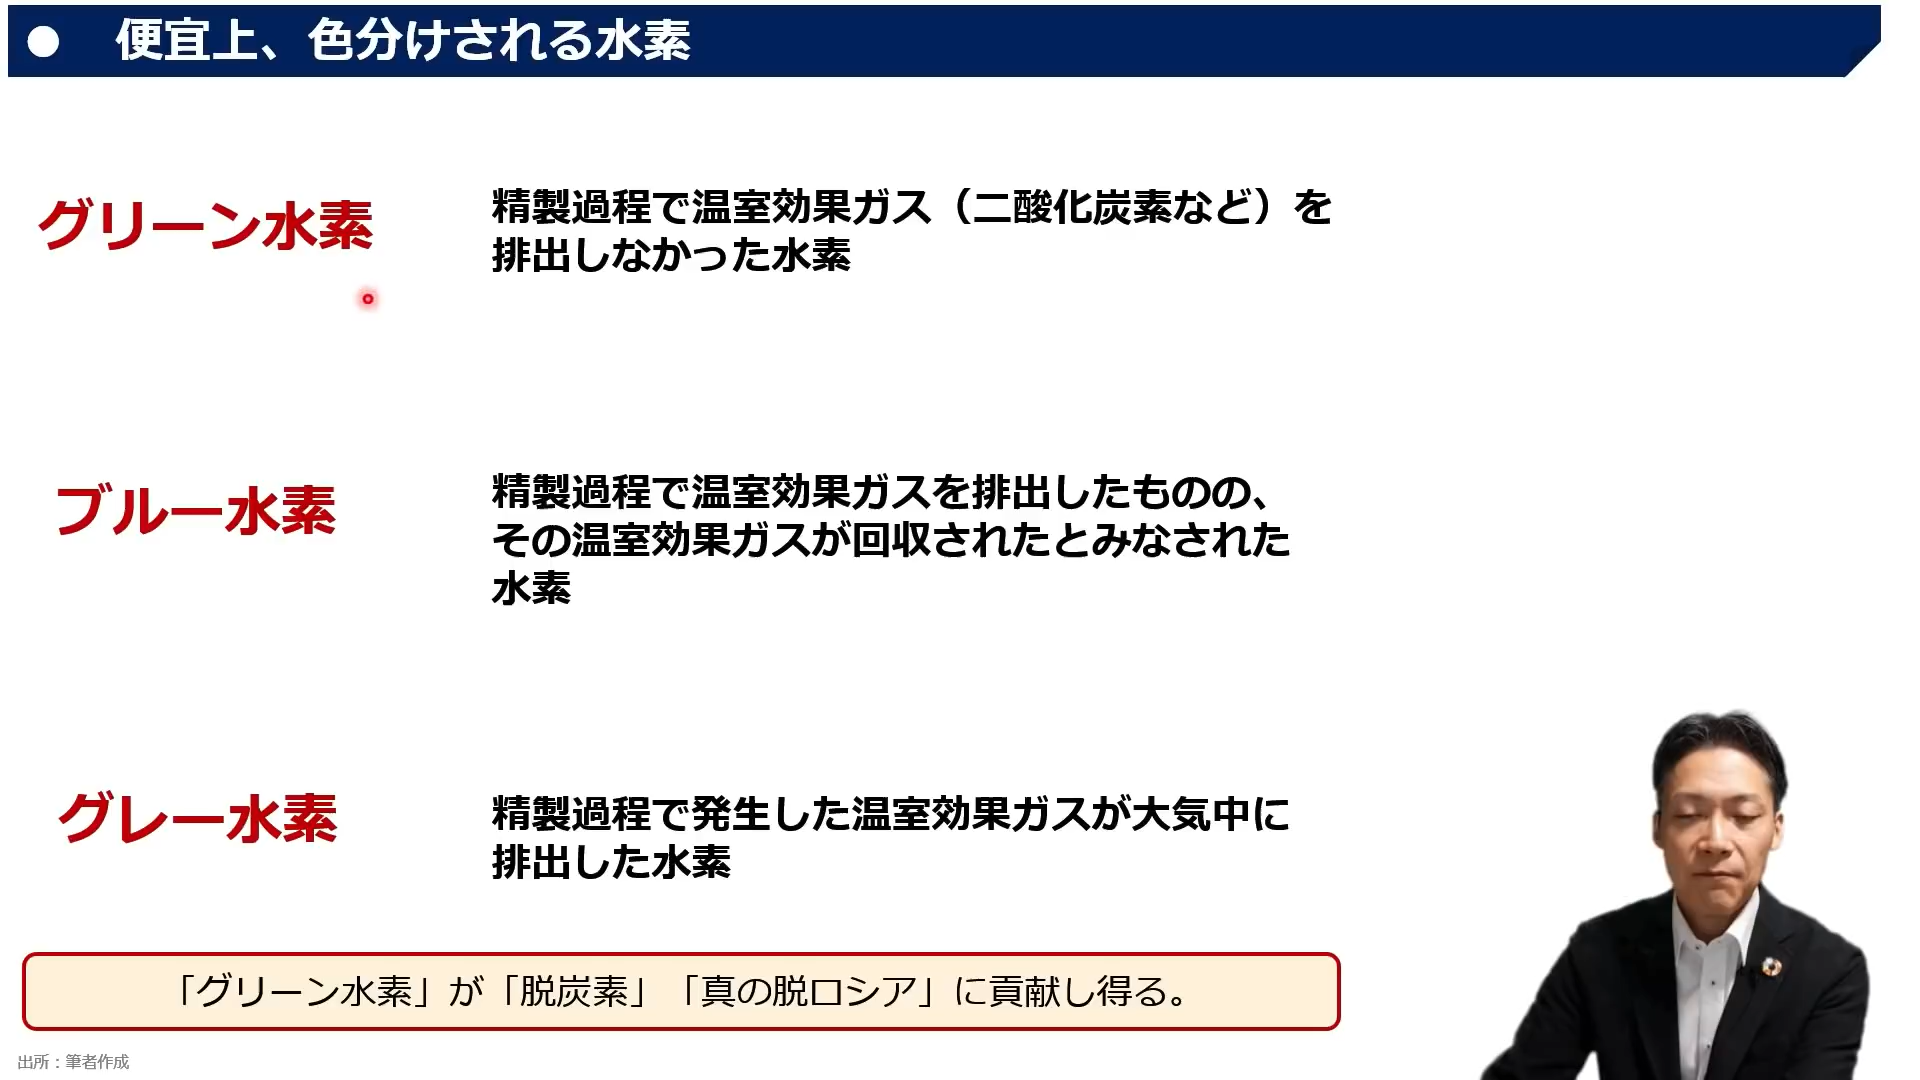 ● 便宜上、色分けされる水素
グリーン水素
精製過程で温室効果ガス（二酸化炭素など）を
排出しなかった水素
ブルー水素
精製過程で温室効果ガスを排出したものの、
その温室効果ガスが回収されたとみなされた
水素
グレー水素
精製過程で発生した温室効果ガスが大気中に
排出した水素
「グリーン水素」が「脱炭素」「真の脱ロシア」に貢献し得る。
出所：筆者作成